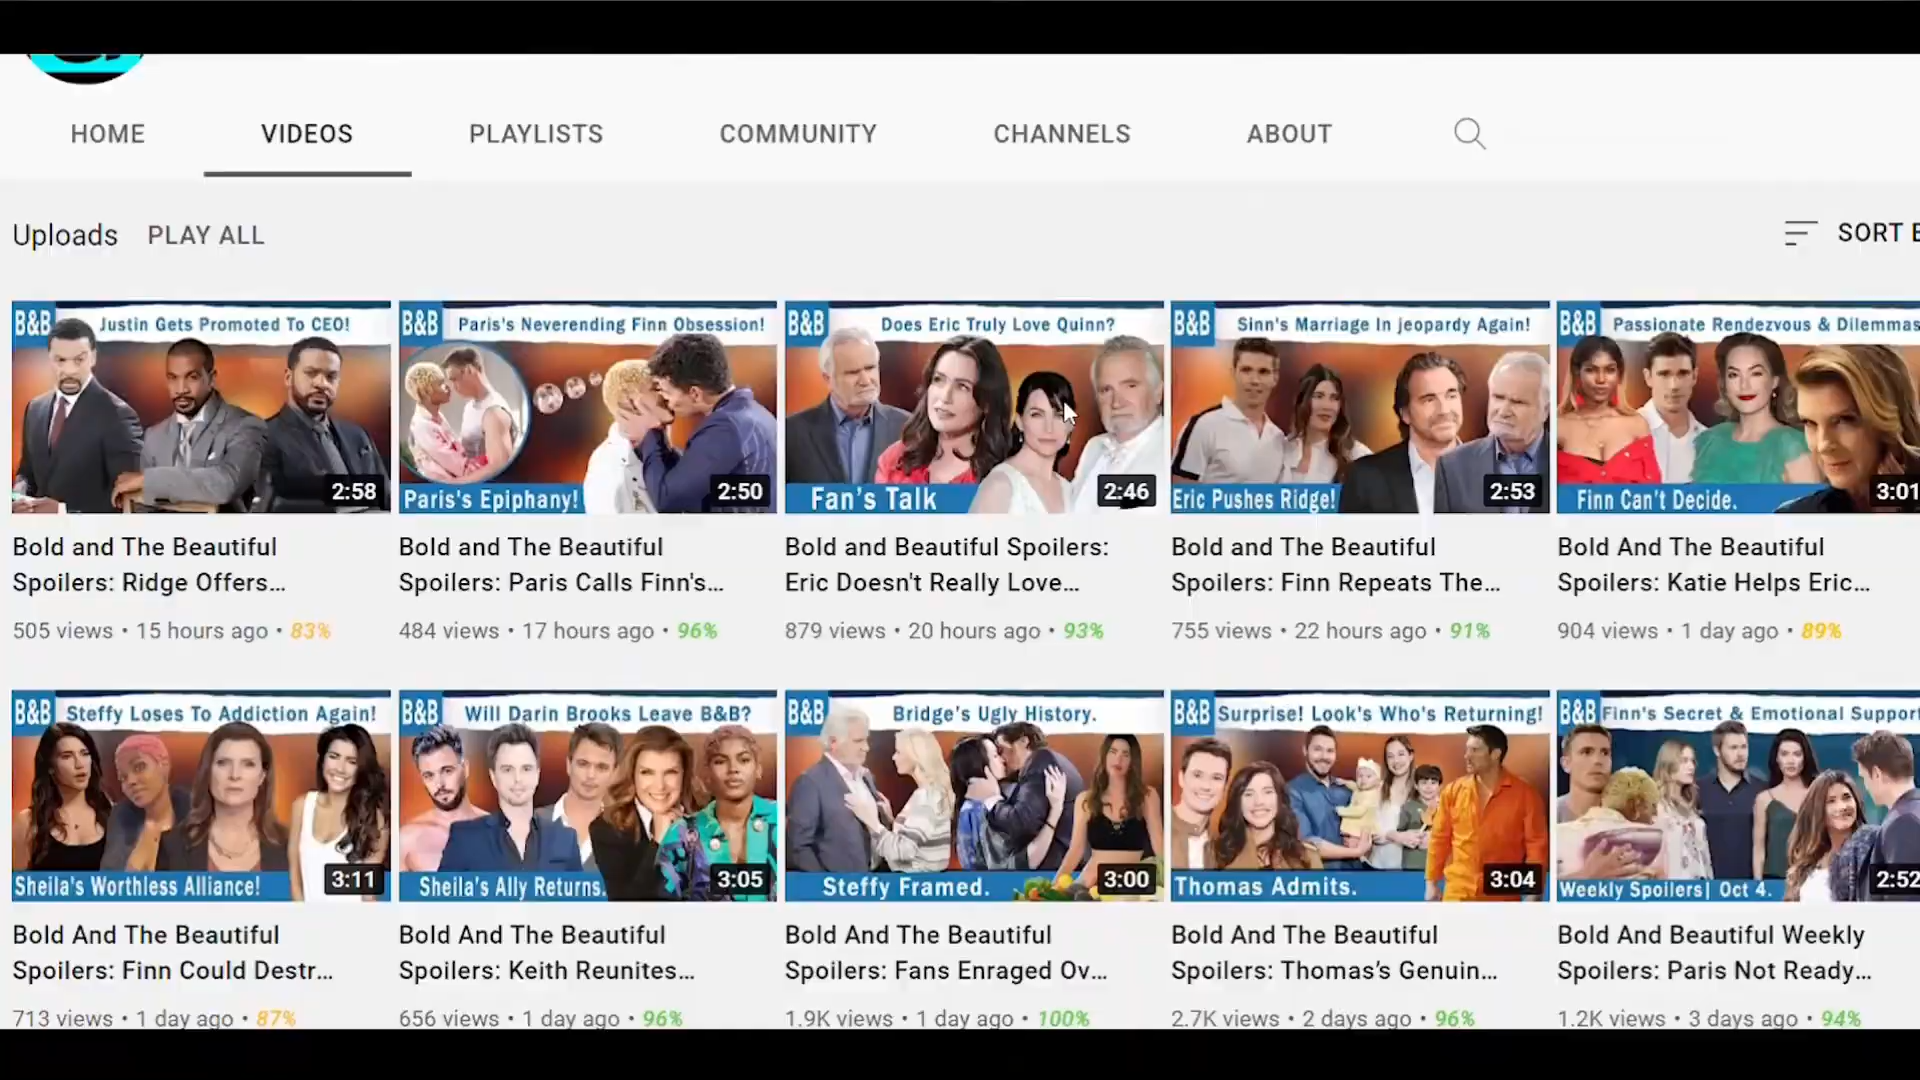 HOME VIDEOS PLAYLISTS COMMUNITY CHANNELS ABOUT
Uploads PLAY ALL
SORT
B&B Justin Gets Promoted To CEO!
2:58
B&B Paris's Neverending Finn Obsession!
Paris's Epiphany!
2:50
B&B Does Eric Truly Love Quinn?
Fan's Talk
2:46
B&B Sinn's Marriage In jeopardy Again!
Eric Pushes Ridge!
2:53
B&B Passionate Rendezvous & Dilemmas
Finn Can't Decide.
3:01
Bold and The Beautiful
Spoilers: Ridge Offers...
505 views • 15 hours ago • 83%
Bold and The Beautiful
Spoilers: Paris Calls Finn's...
484 views • 17 hours ago • 96%
Bold and Beautiful Spoilers:
Eric Doesn't Really Love...
879 views • 20 hours ago • 93%
Bold and The Beautiful
Spoilers: Finn Repeats The...
755 views • 22 hours ago • 91%
Bold And The Beautiful
Spoilers: Katie Helps Eric...
904 views • 1 day ago • 89%
B&B Steffy Loses To Addiction Again!
Sheila's Worthless Alliance!
3:11
B&B Will Darin Brooks Leave B&B?
Sheila's Ally Returns.
3:05
B&B Bridge's Ugly History.
Steffy Framed.
3:00
B&B Surprise! Look's Who's Returning!
Thomas Admits.
3:04
B&B Finn's Secret & Emotional Support
Weekly Spoilers| Oct 4.
2:52
Bold And The Beautiful
Spoilers: Finn Could Destr...
713 views • 1 day ago • 87%
Bold And The Beautiful
Spoilers: Keith Reunites...
656 views • 1 day ago • 96%
Bold And The Beautiful
Spoilers: Fans Enraged Ov...
1.9K views • 1 day ago • 100%
Bold And The Beautiful
Spoilers: Thomas’s Genuin...
2.7K views • 2 days ago • 96%
Bold And Beautiful Weekly
Spoilers: Paris Not Ready...
1.2K views • 3 days ago • 94%